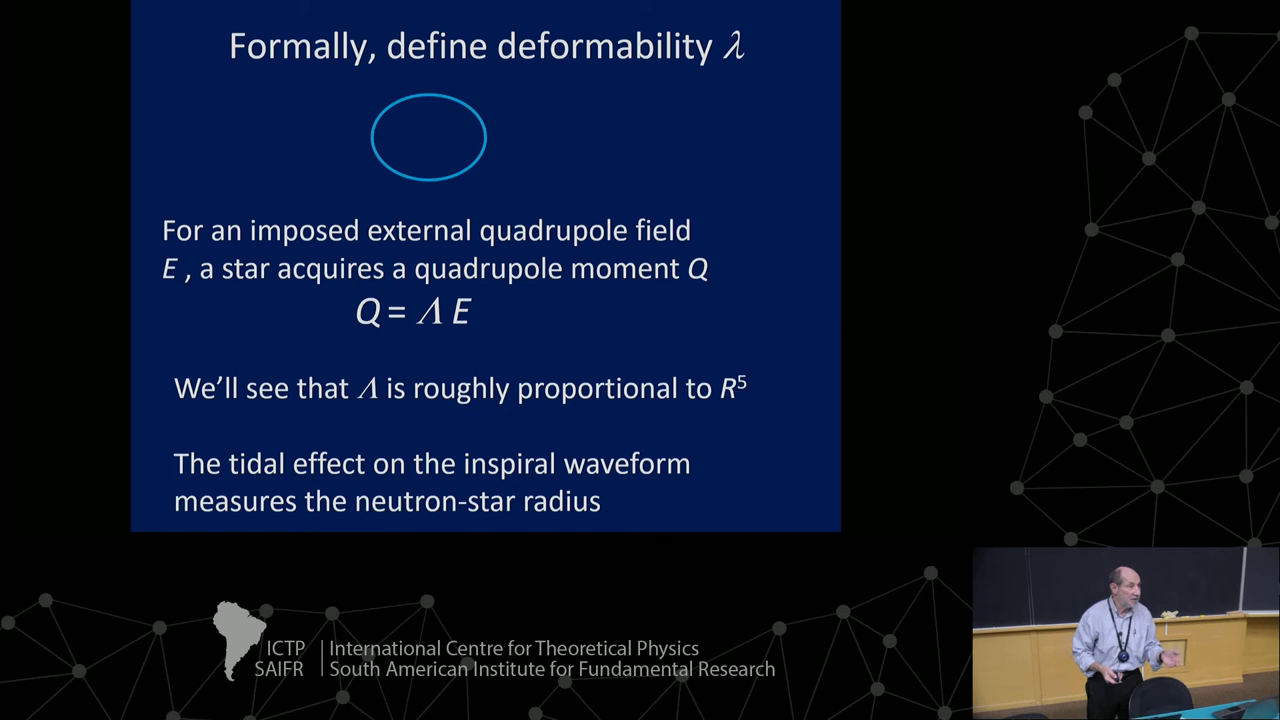 Formally, define deformability λ
For an imposed external quadrupole field
E , a star acquires a quadrupole moment Q
Q = Λ E
We'll see that Λ is roughly proportional to R⁵
The tidal effect on the inspiral waveform
measures the neutron-star radius
ICTP | International Centre for Theoretical Physics
SAIFR | South American Institute for Fundamental Research